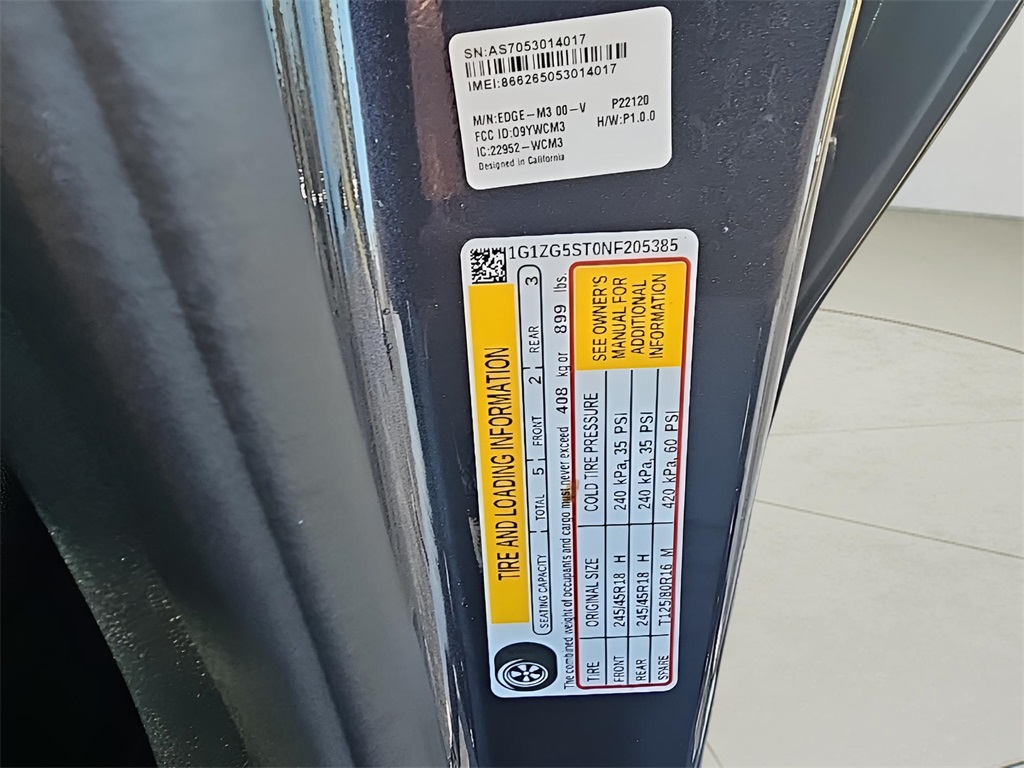 SN:AS7053014017
IMEI:866265053014017
M/N:EDGE-M3 00-V P22120
FCC ID:O9YWCM3 H/W:P1.0.0
IC:22952-WCM3
Designed in California
1G1ZG5ST0NF205385
TIRE AND LOADING INFORMATION
SEATING CAPACITY TOTAL 5 FRONT 2 REAR 3
The combined weight of occupants and cargo must never exceed 408 kg or 899 lbs.
TIRE ORIGINAL SIZE COLD TIRE PRESSURE
FRONT 245/45R18 H 240 kPa, 35 PSI
REAR 245/45R18 H 240 kPa, 35 PSI
SPARE T125/80R16 M 420 kPa, 60 PSI
SEE OWNER'S
MANUAL FOR
ADDITIONAL
INFORMATION